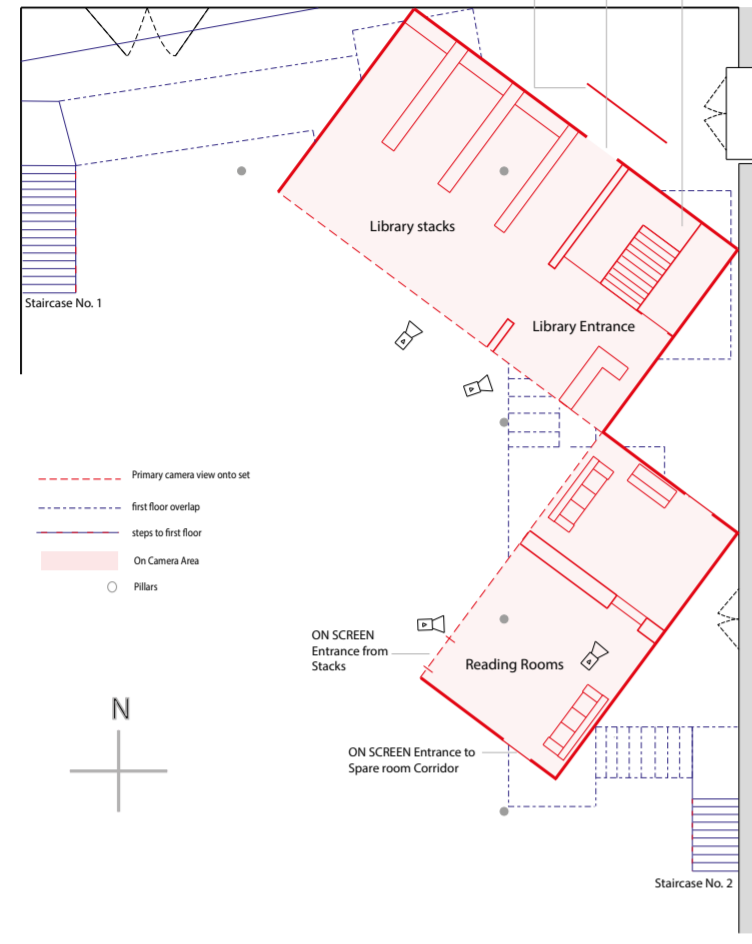 Library stacks
Staircase No. 1
Library Entrance
Primary camera view onto set
first floor overlap
steps to first floor
On Camera Area
Pillars
ON SCREEN
Entrance from
Stacks
Reading Rooms
N
ON SCREEN Entrance to
Spare room Corridor
Staircase No. 2